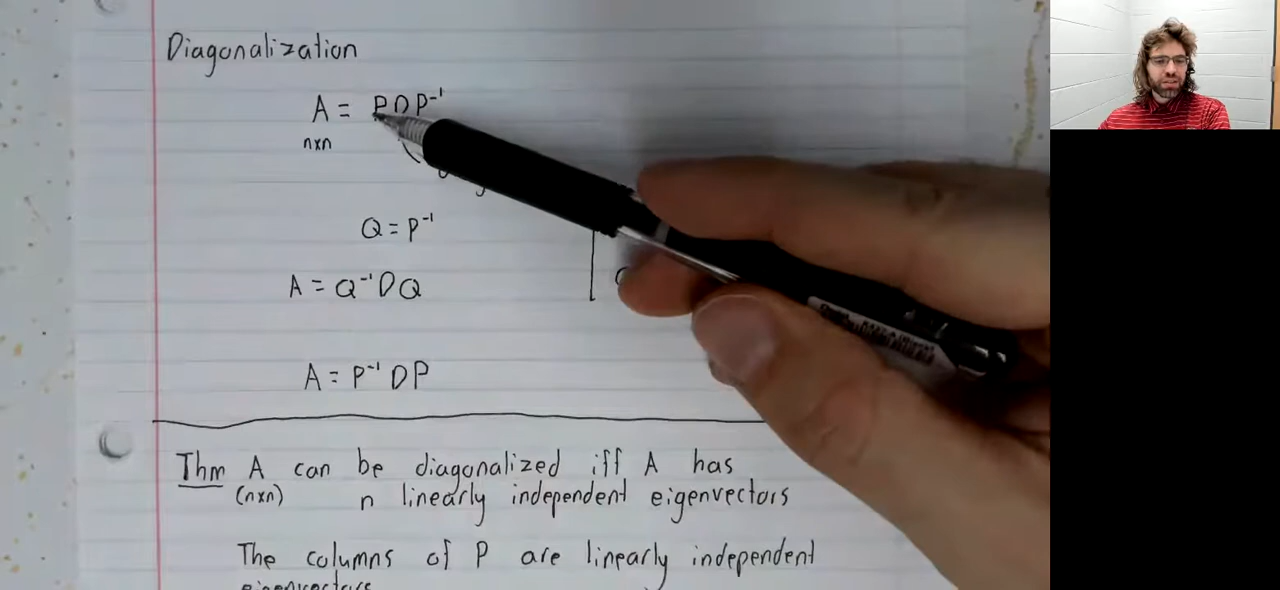 Diagonalization
A = PDP⁻¹
n×n
Q = P⁻¹
A = Q⁻¹DQ
A = P⁻¹DP
Thm A can be diagonalized iff A has
(n×n) n linearly independent eigenvectors
The columns of P are linearly independent
eigenvectors